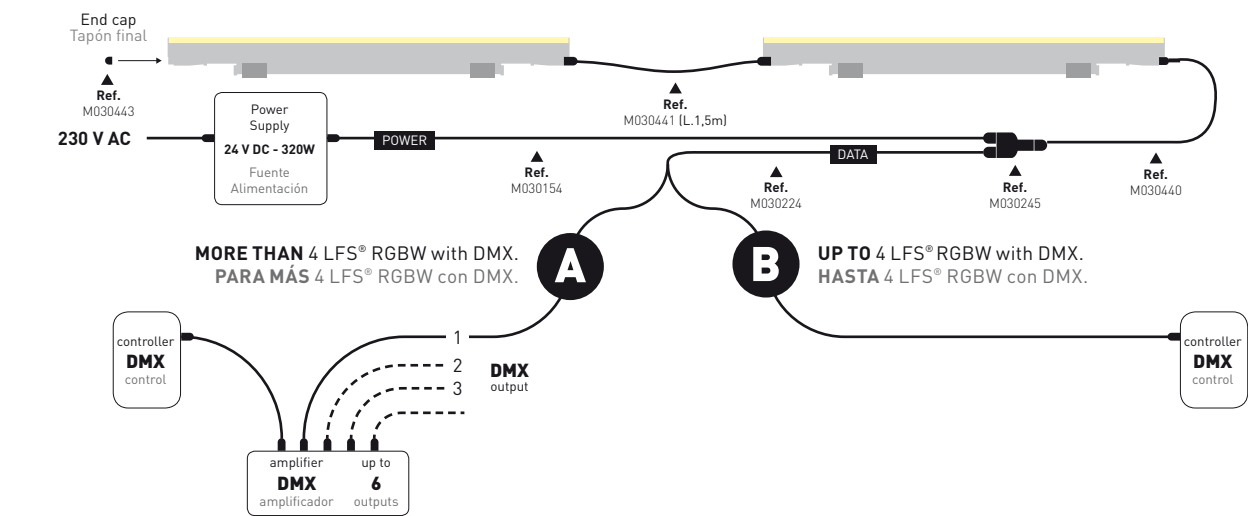 End cap
Tapón final
Ref.
M030443
Ref.
M030441 (L.1,5m)
230 V AC
Power
Supply
24 V DC - 320W
Fuente
Alimentación
POWER
DATA
Ref.
M030154
Ref.
M030224
Ref.
M030245
Ref.
M030440
MORE THAN 4 LFS® RGBW with DMX.
PARA MÁS 4 LFS® RGBW con DMX.
A
B
UP TO 4 LFS® RGBW with DMX.
HASTA 4 LFS® RGBW con DMX.
controller
DMX
control
1
2
3
DMX
output
controller
DMX
control
amplifier
DMX
amplificador
up to
6
outputs